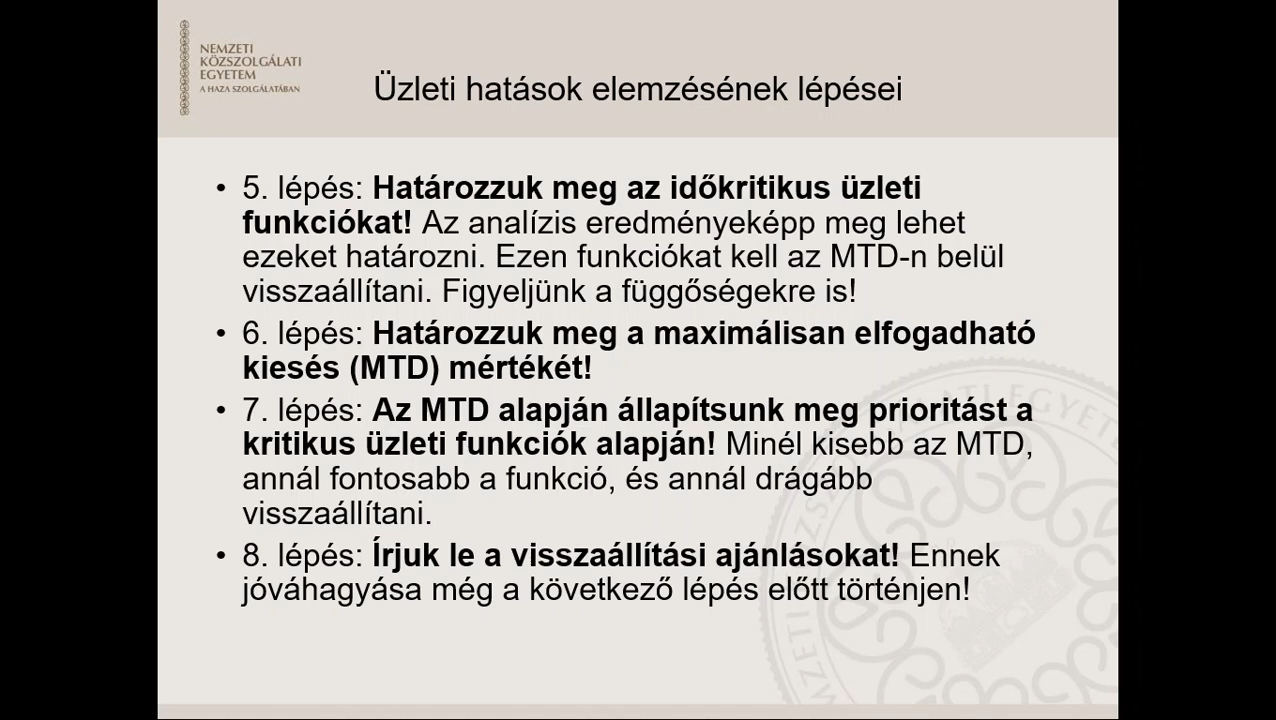 NEMZETI
KÖZSZOLGÁLATI
EGYETEM
A HAZA SZOLGÁLATÁBAN
Üzleti hatások elemzésének lépései
• 5. lépés: Határozzuk meg az időkritikus üzleti
funkciókat! Az analízis eredményeképp meg lehet
ezeket határozni. Ezen funkciókat kell az MTD-n belül
visszaállítani. Figyeljünk a függőségekre is!
• 6. lépés: Határozzuk meg a maximálisan elfogadható
kiesés (MTD) mértékét!
• 7. lépés: Az MTD alapján állapítsunk meg prioritást a
kritikus üzleti funkciók alapján! Minél kisebb az MTD,
annál fontosabb a funkció, és annál drágább
visszaállítani.
• 8. lépés: Írjuk le a visszaállítási ajánlásokat! Ennek
jóváhagyása még a következő lépés előtt történjen!